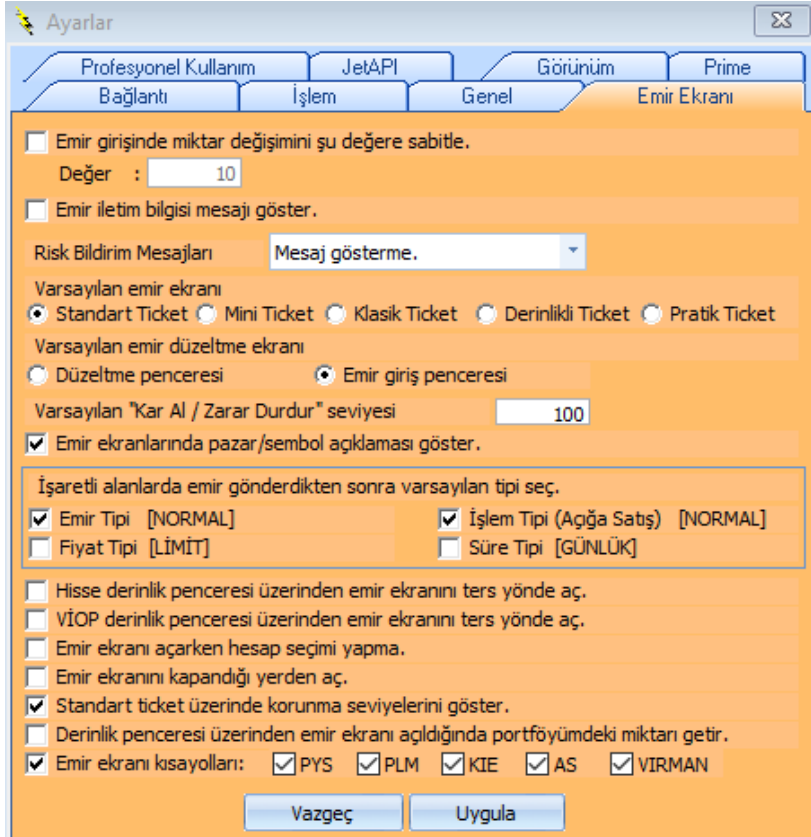 Ayarlar
Profesyonel Kullanım JetAPI Görünüm Prime
Bağlantı İşlem Genel Emir Ekranı
Emir girişinde miktar değişimini şu değere sabitle.
Değer : 10
Emir iletim bilgisi mesajı göster.
Risk Bildirim Mesajları Mesaj gösterme.
Varsayılan emir ekranı
Standart Ticket Mini Ticket Klasik Ticket Derinlikli Ticket Pratik Ticket
Varsayılan emir düzeltme ekranı
Düzeltme penceresi Emir giriş penceresi
Varsayılan "Kar Al / Zarar Durdur" seviyesi 100
Emir ekranlarında pazar/sembol açıklaması göster.
İşaretli alanlarda emir gönderdikten sonra varsayılan tipi seç.
Emir Tipi [NORMAL] İşlem Tipi (Açığa Satış) [NORMAL]
Fiyat Tipi [LİMİT] Süre Tipi [GÜNLÜK]
Hisse derinlik penceresi üzerinden emir ekranını ters yönde aç.
VİOP derinlik penceresi üzerinden emir ekranını ters yönde aç.
Emir ekranı açarken hesap seçimi yapma.
Emir ekranını kapandığı yerden aç.
Standart ticket üzerinde korunma seviyelerini göster.
Derinlik penceresi üzerinden emir ekranı açıldığında portföyümdeki miktarı getir.
Emir ekranı kısayolları: PYS PLM KIE AS VIRMAN
Vazgeç Uygula